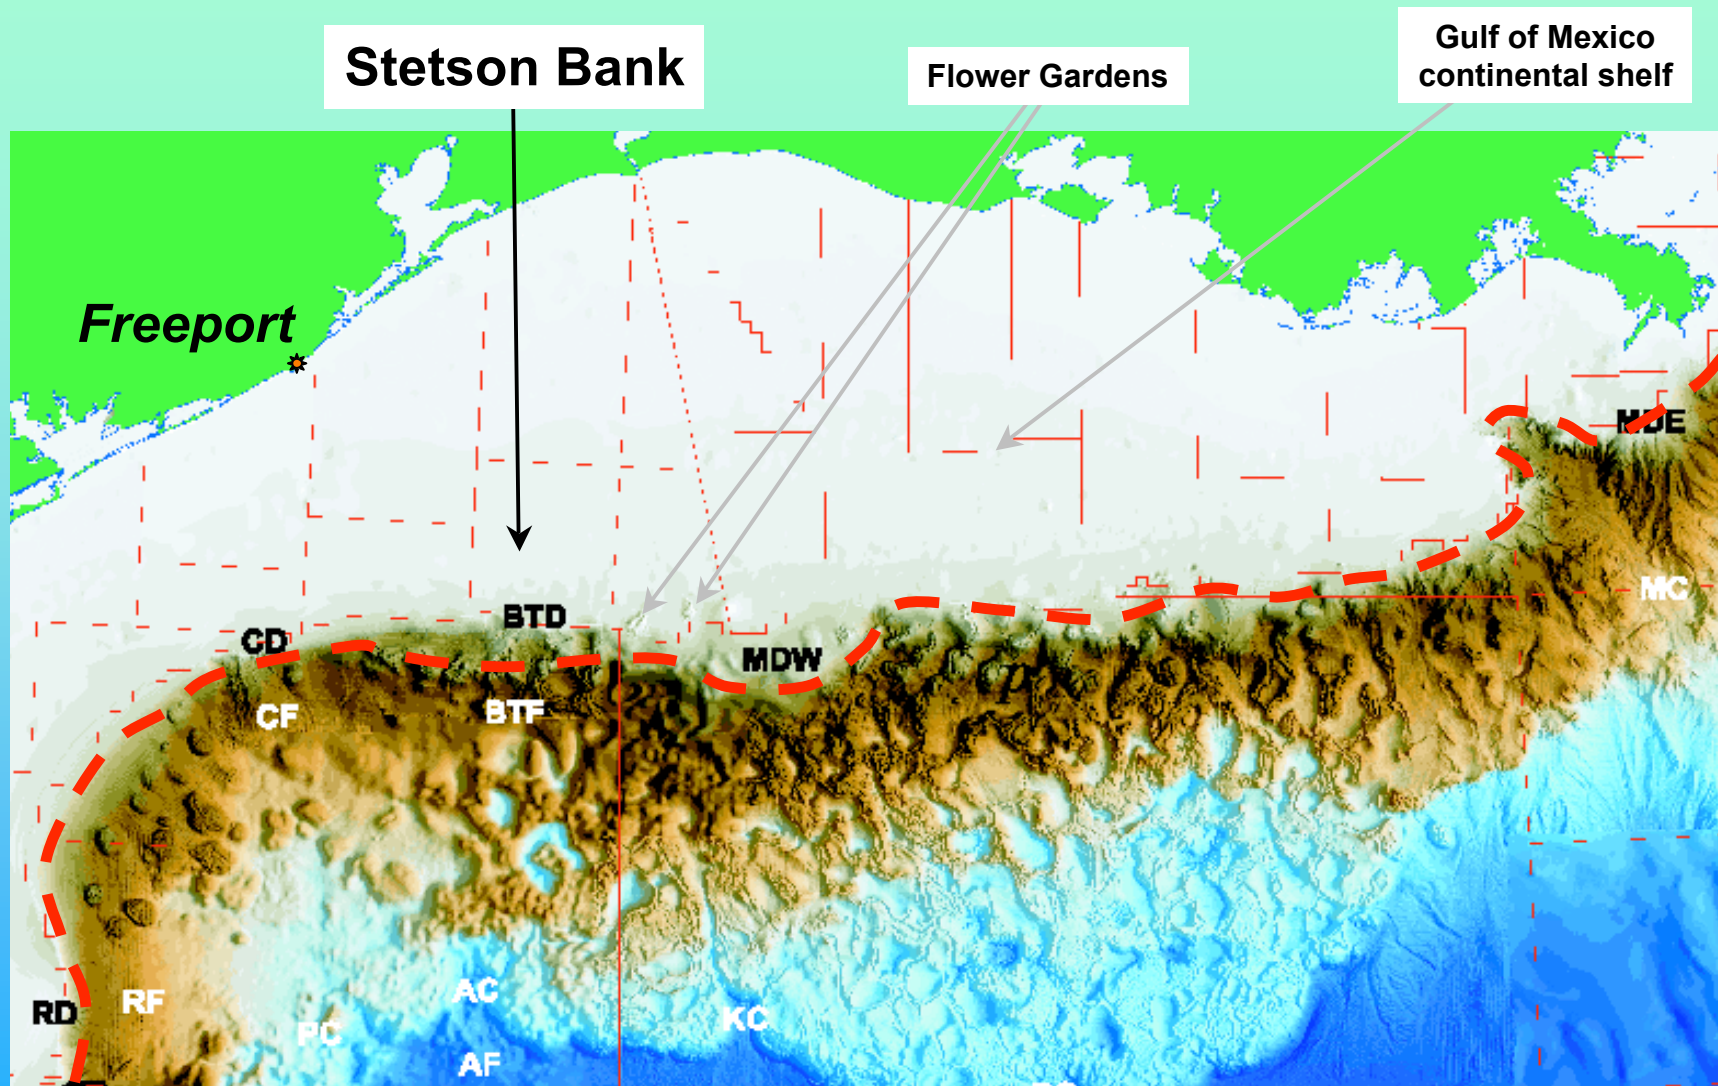 Stetson Bank
Flower Gardens
Gulf of Mexico
continental shelf
Freeport
MDE
MC
BTD
CD
MDW
CF
BTF
RD
RF
AC
PC
KC
AF